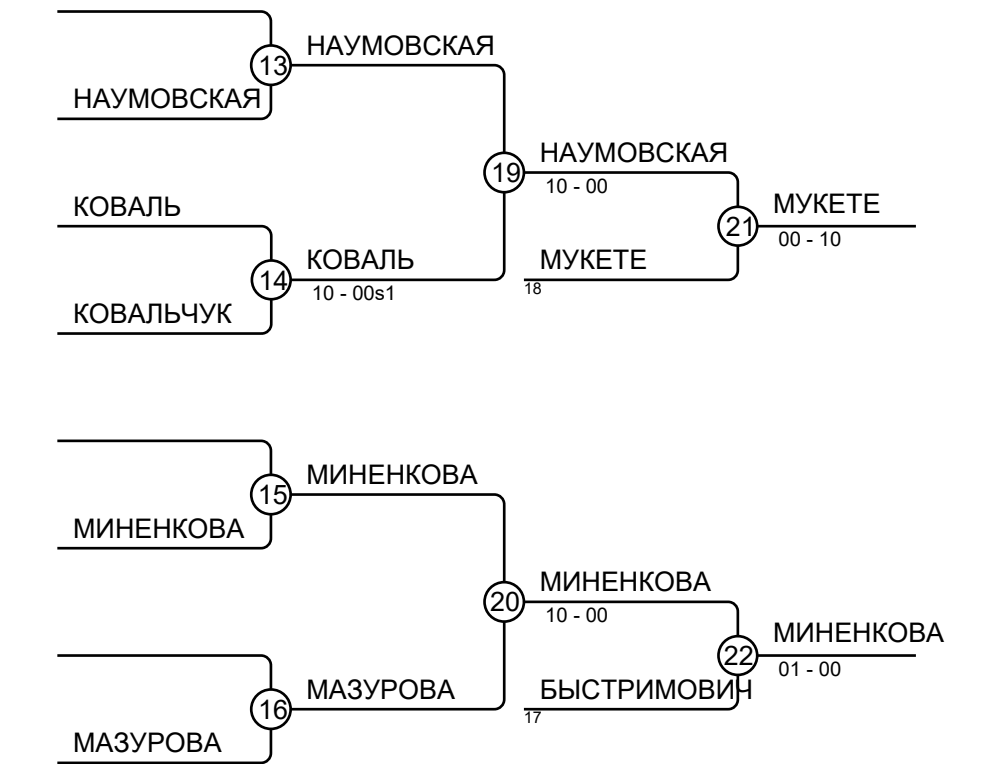 НАУМОВСКАЯ
13
НАУМОВСКАЯ
НАУМОВСКАЯ
19
10 - 00
МУКЕТЕ
КОВАЛЬ
21
00 - 10
КОВАЛЬ
МУКЕТЕ
14
10 - 00s1
18
КОВАЛЬЧУК
МИНЕНКОВА
15
МИНЕНКОВА
МИНЕНКОВА
20
10 - 00
МИНЕНКОВА
22
01 - 00
МАЗУРОВА
БЫСТРИМОВИЧ
16
17
МАЗУРОВА